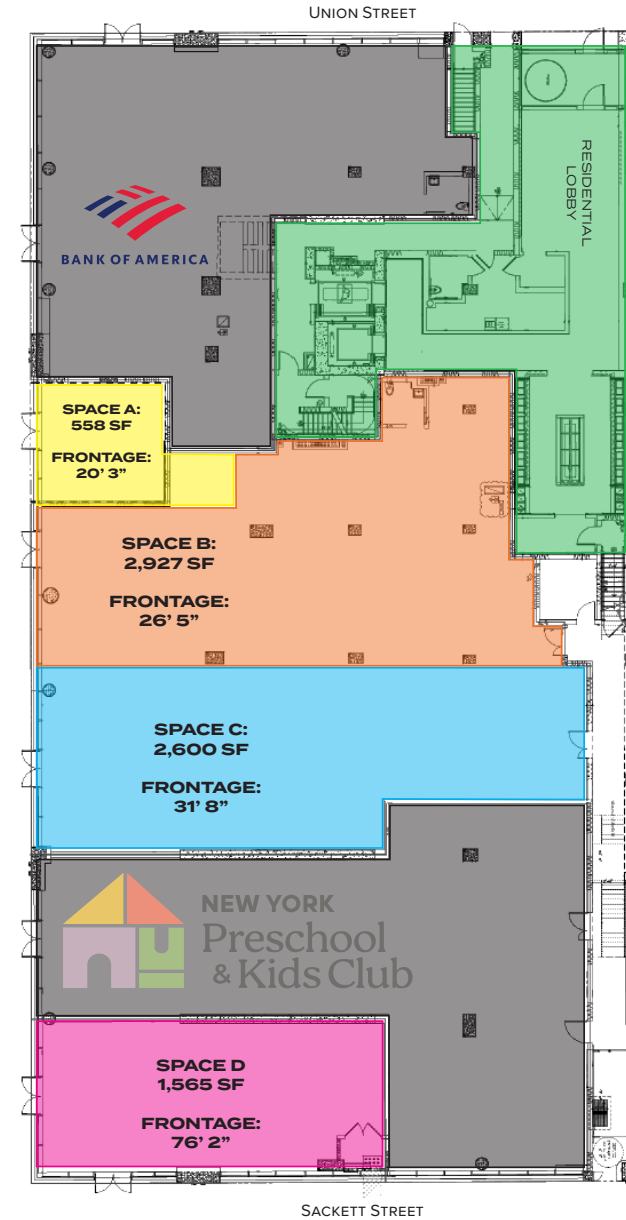 UNION STREET
RESIDENTIAL
LOBBY
BANK OF AMERICA
SPACE A:
558 SF
FRONTAGE:
20’ 3”
SPACE B:
2,927 SF
FRONTAGE:
26’ 5”
SPACE C:
2,600 SF
FRONTAGE:
31’ 8”
NEW YORK
Preschool
& Kids Club
SPACE D
1,565 SF
FRONTAGE:
76’ 2”
SACKETT STREET